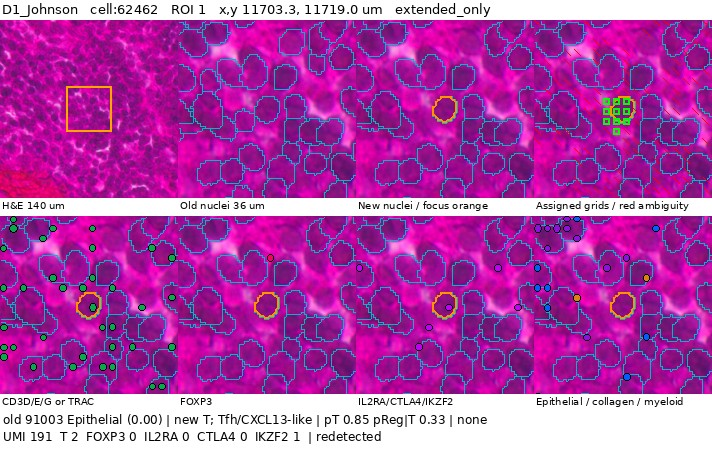 D1_Johnson cell:62462 ROI 1 x,y 11703.3, 11719.0 um extended_only
H&E 140 um
Old nuclei 36 um
New nuclei / focus orange
Assigned grids / red ambiguity
CD3D/E/G or TRAC
FOXP3
IL2RA/CTLA4/IKZF2
Epithelial / collagen / myeloid
old 91003 Epithelial (0.00) | new T; Tfh/CXCL13-like | pT 0.85 pReg|T 0.33 | none
UMI 191 T 2 FOXP3 0 IL2RA 0 CTLA4 0 IKZF2 1 | redetected